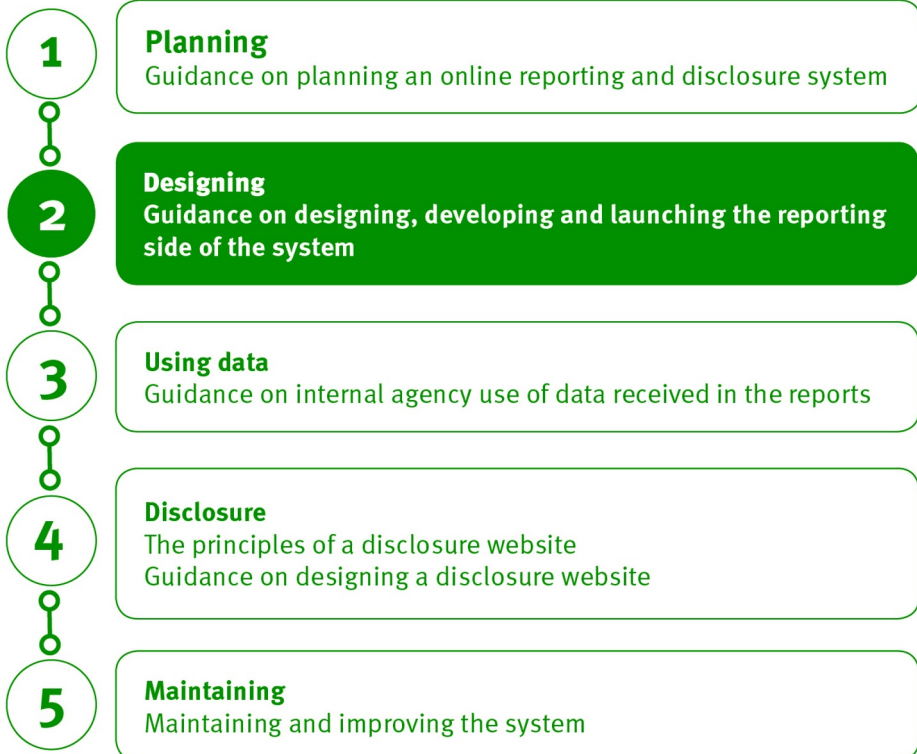 1
Planning
Guidance on planning an online reporting and disclosure system
2
Designing
Guidance on designing, developing and launching the reporting
side of the system
3
Using data
Guidance on internal agency use of data received in the reports
4
Disclosure
The principles of a disclosure website
Guidance on designing a disclosure website
5
Maintaining
Maintaining and improving the system